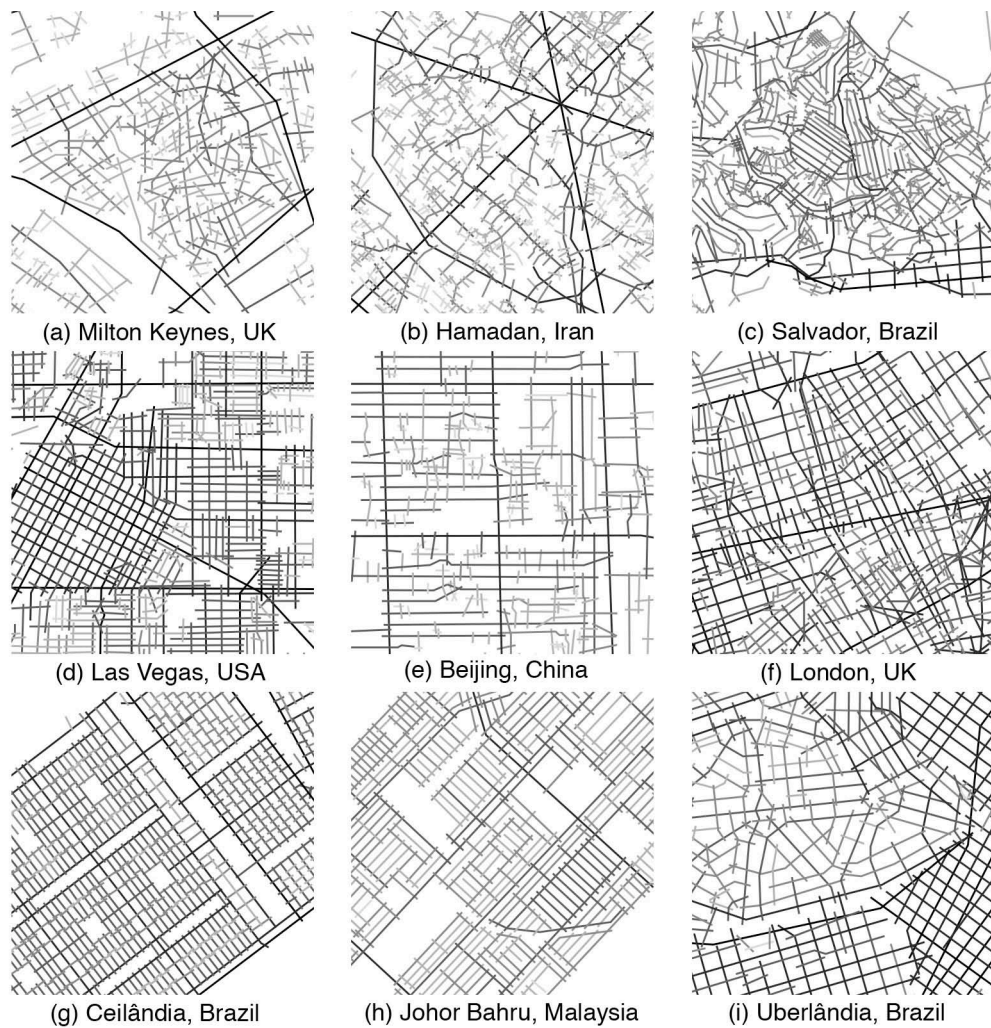 (a) Milton Keynes, UK
(b) Hamadan, Iran
(c) Salvador, Brazil
(d) Las Vegas, USA
(e) Beijing, China
(f) London, UK
(g) Ceilândia, Brazil
(h) Johor Bahru, Malaysia
(i) Uberlândia, Brazil